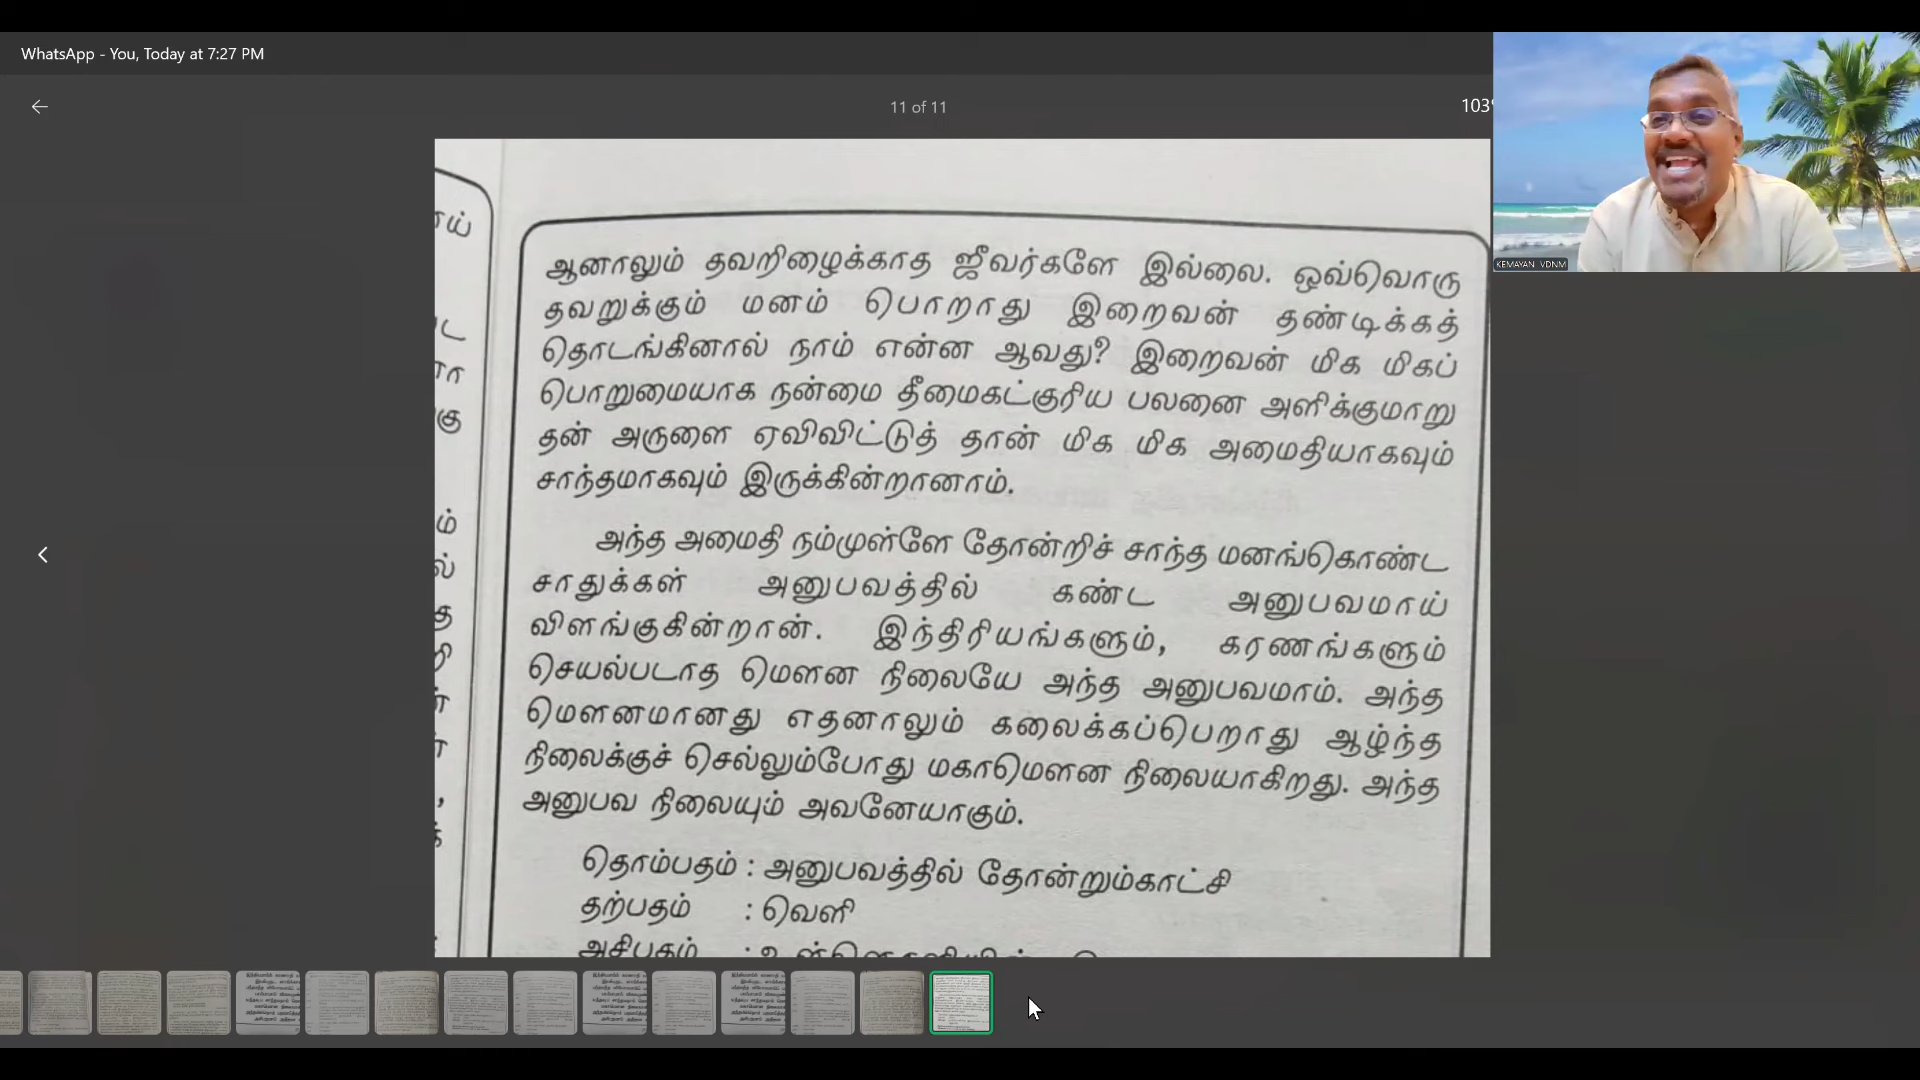 WhatsApp - You, Today at 7:27 PM
11 of 11
103%
KEMAYAN VDNM
ஆனாலும் தவறிழைக்காத ஜீவர்களே இல்லை. ஒவ்வொரு
தவறுக்கும் மனம் பொறாது இறைவன் தண்டிக்கத்
தொடங்கினால் நாம் என்ன ஆவது? இறைவன் மிக மிகப்
பொறுமையாக நன்மை தீமைகட்குரிய பலனை அளிக்குமாறு
தன் அருளை ஏவிவிட்டுத் தான் மிக மிக அமைதியாகவும்
சாந்தமாகவும் இருக்கின்றானாம்.
அந்த அமைதி நம்முள்ளே தோன்றிச் சாந்த மனங்கொண்ட
சாதுக்கள் அனுபவத்தில் கண்ட அனுபவமாய்
விளங்குகின்றான். இந்திரியங்களும், கரணங்களும்
செயல்படாத மௌன நிலையே அந்த அனுபவமாம். அந்த
மௌனமானது எதனாலும் கலைக்கப்பெறாது ஆழ்ந்த
நிலைக்குச் செல்லும்போது மகாமௌன நிலையாகிறது. அந்த
அனுபவ நிலையும் அவனேயாகும்.
தொம்பதம் : அனுபவத்தில் தோன்றும்காட்சி
தற்பதம் : வெளி
அசிபதம் :